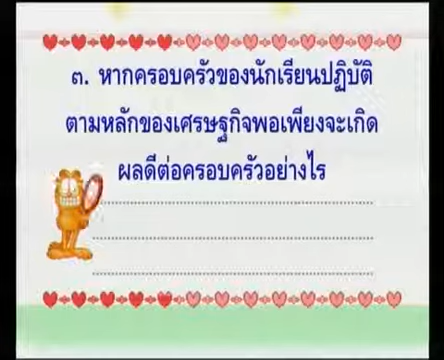 ๓. หากครอบครัวของนักเรียนปฏิบัติ
ตามหลักของเศรษฐกิจพอเพียงจะเกิด
ผลดีต่อครอบครัวอย่างไร